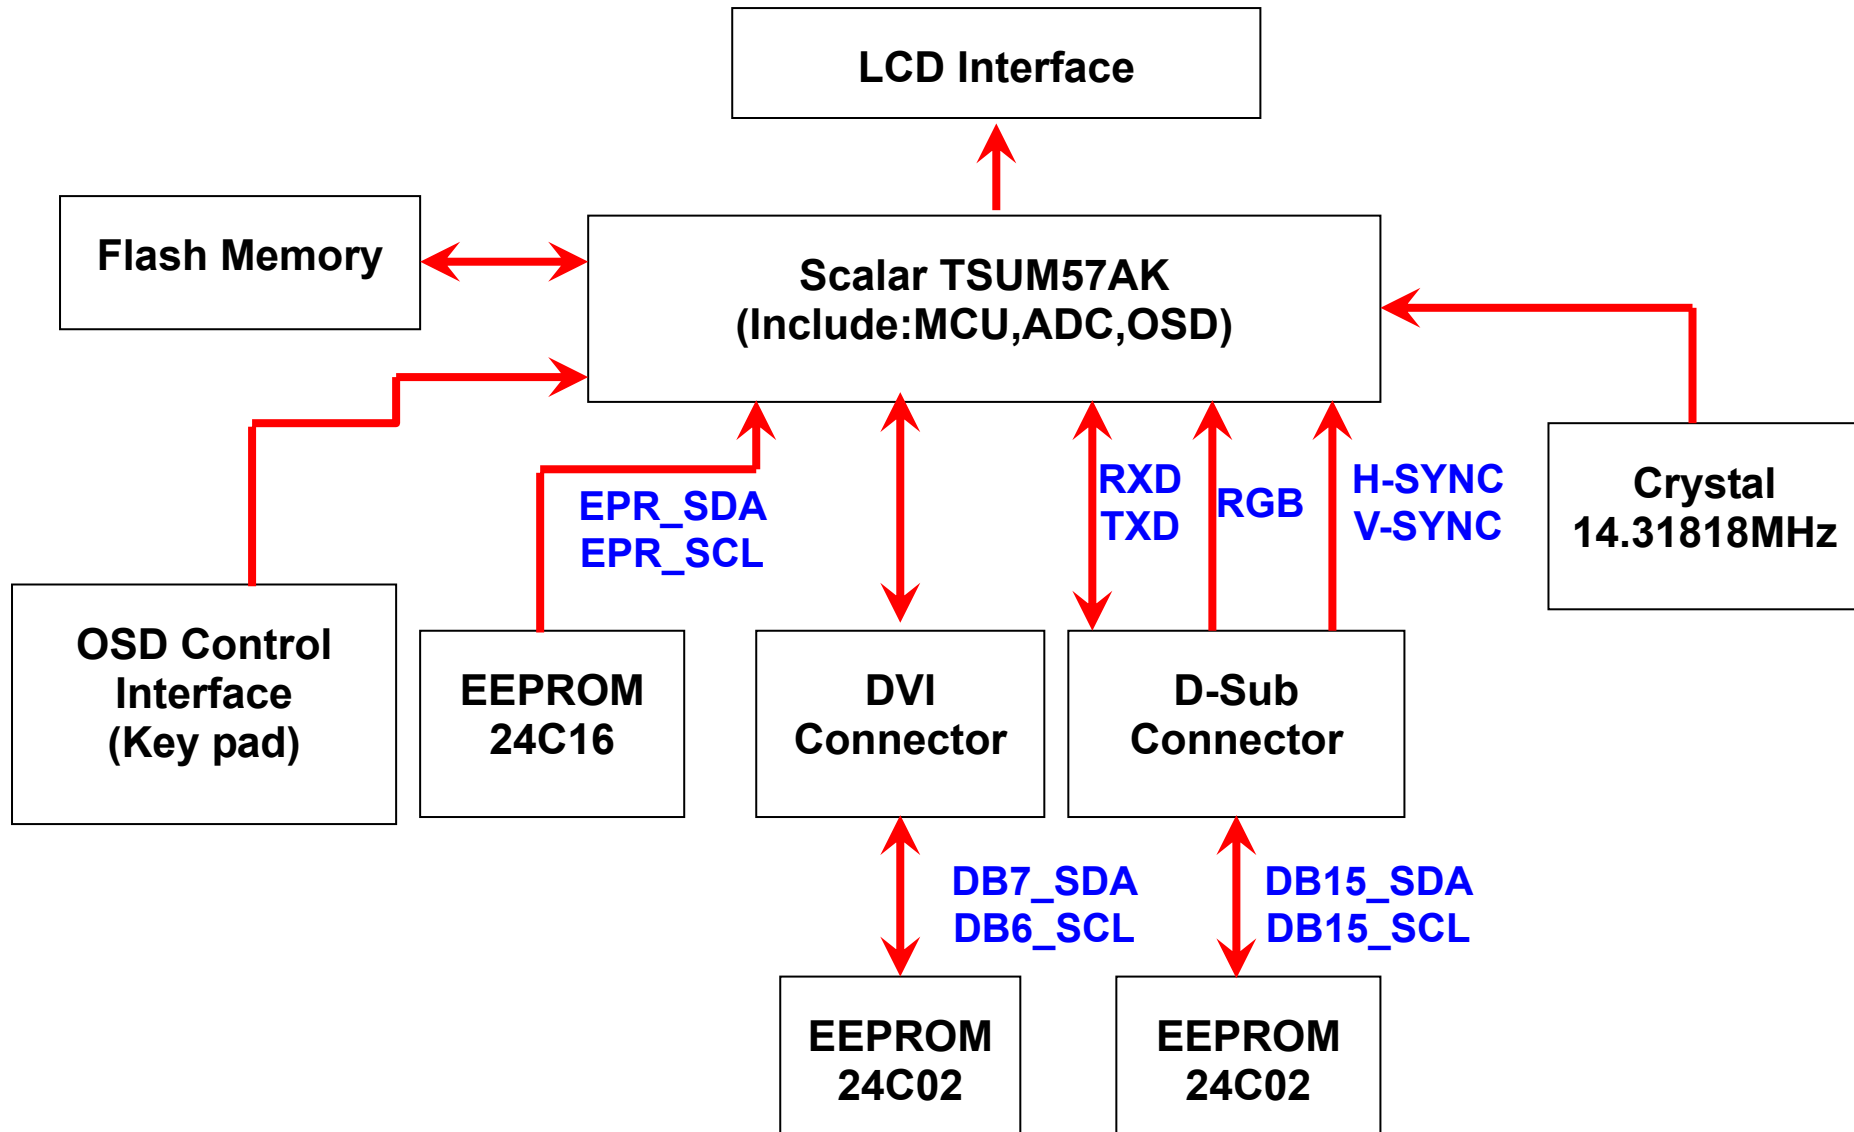 LCD Interface
Flash Memory
Scalar TSUM57AK
(Include:MCU,ADC,OSD)
EPR_SDA
EPR_SCL
RXD
TXD
RGB
H-SYNC
V-SYNC
Crystal
14.31818MHz
OSD Control
Interface
(Key pad)
EEPROM
24C16
DVI
Connector
D-Sub
Connector
DB7_SDA
DB6_SCL
DB15_SDA
DB15_SCL
EEPROM
24C02
EEPROM
24C02